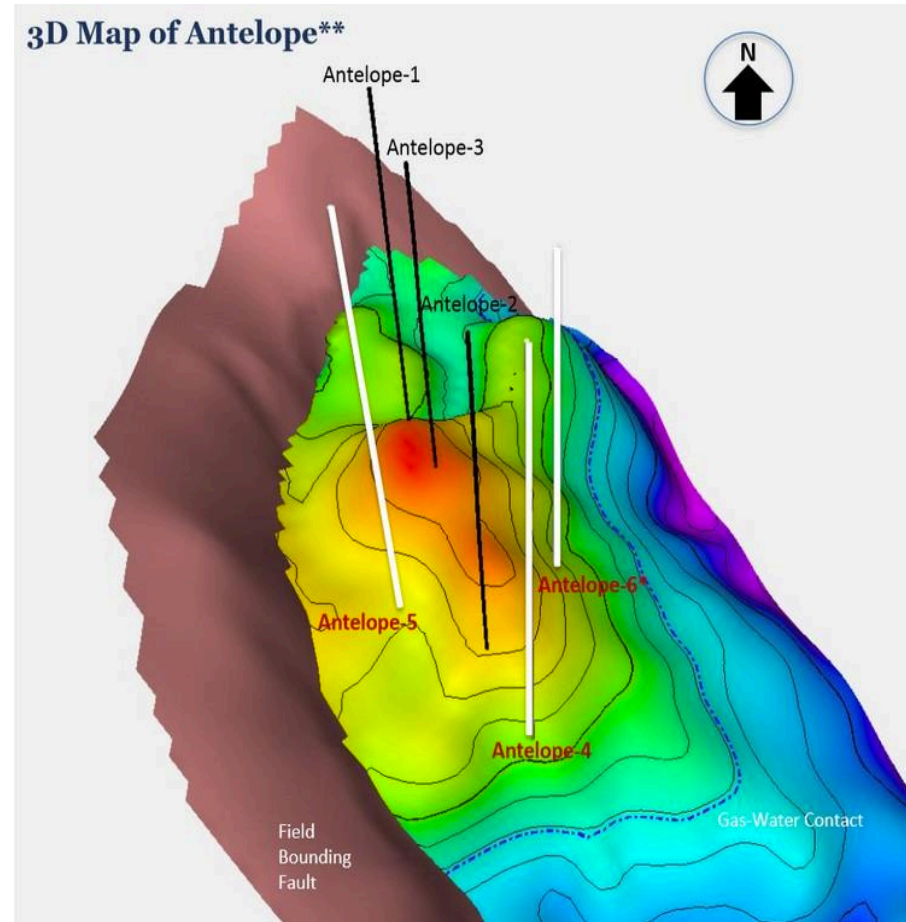 3D Map of Antelope**
N
Antelope-1
Antelope-3
Antelope-2
Antelope-6*
Antelope-5
Antelope-4
Gas-Water Contact
Field
Bounding
Fault